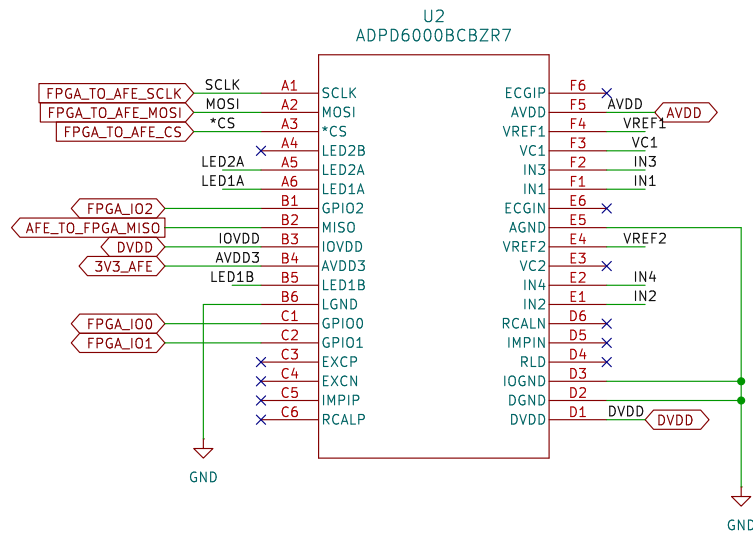 U2
ADPD6000BCBZR7
FPGA_TO_AFE_SCLK SCLK A1 SCLK
FPGA_TO_AFE_MOSI MOSI A2 MOSI
FPGA_TO_AFE_CS *CS A3 *CS
A4 LED2B
LED2A A5 LED2A
LED1A A6 LED1A
FPGA_IO2 B1 GPIO2
AFE_TO_FPGA_MISO B2 MISO
DVDD IOVDD B3 IOVDD
3V3_AFE AVDD3 B4 AVDD3
LED1B B5 LED1B
B6 LGND
FPGA_IO0 C1 GPIO0
FPGA_IO1 C2 GPIO1
C3 EXCP
C4 EXCN
C5 IMPIP
C6 RCALP
GND
ECGIP F6
AVDD F5 AVDD AVDD
VREF1 F4 VREF1
VC1 F3 VC1
IN3 F2 IN3
IN1 F1 IN1
ECGIN E6
AGND E5
VREF2 E4 VREF2
VC2 E3
IN4 E2 IN4
IN2 E1 IN2
RCALN D6
IMPIN D5
RLD D4
IOGND D3
DGND D2
DVDD D1 DVDD DVDD
GND